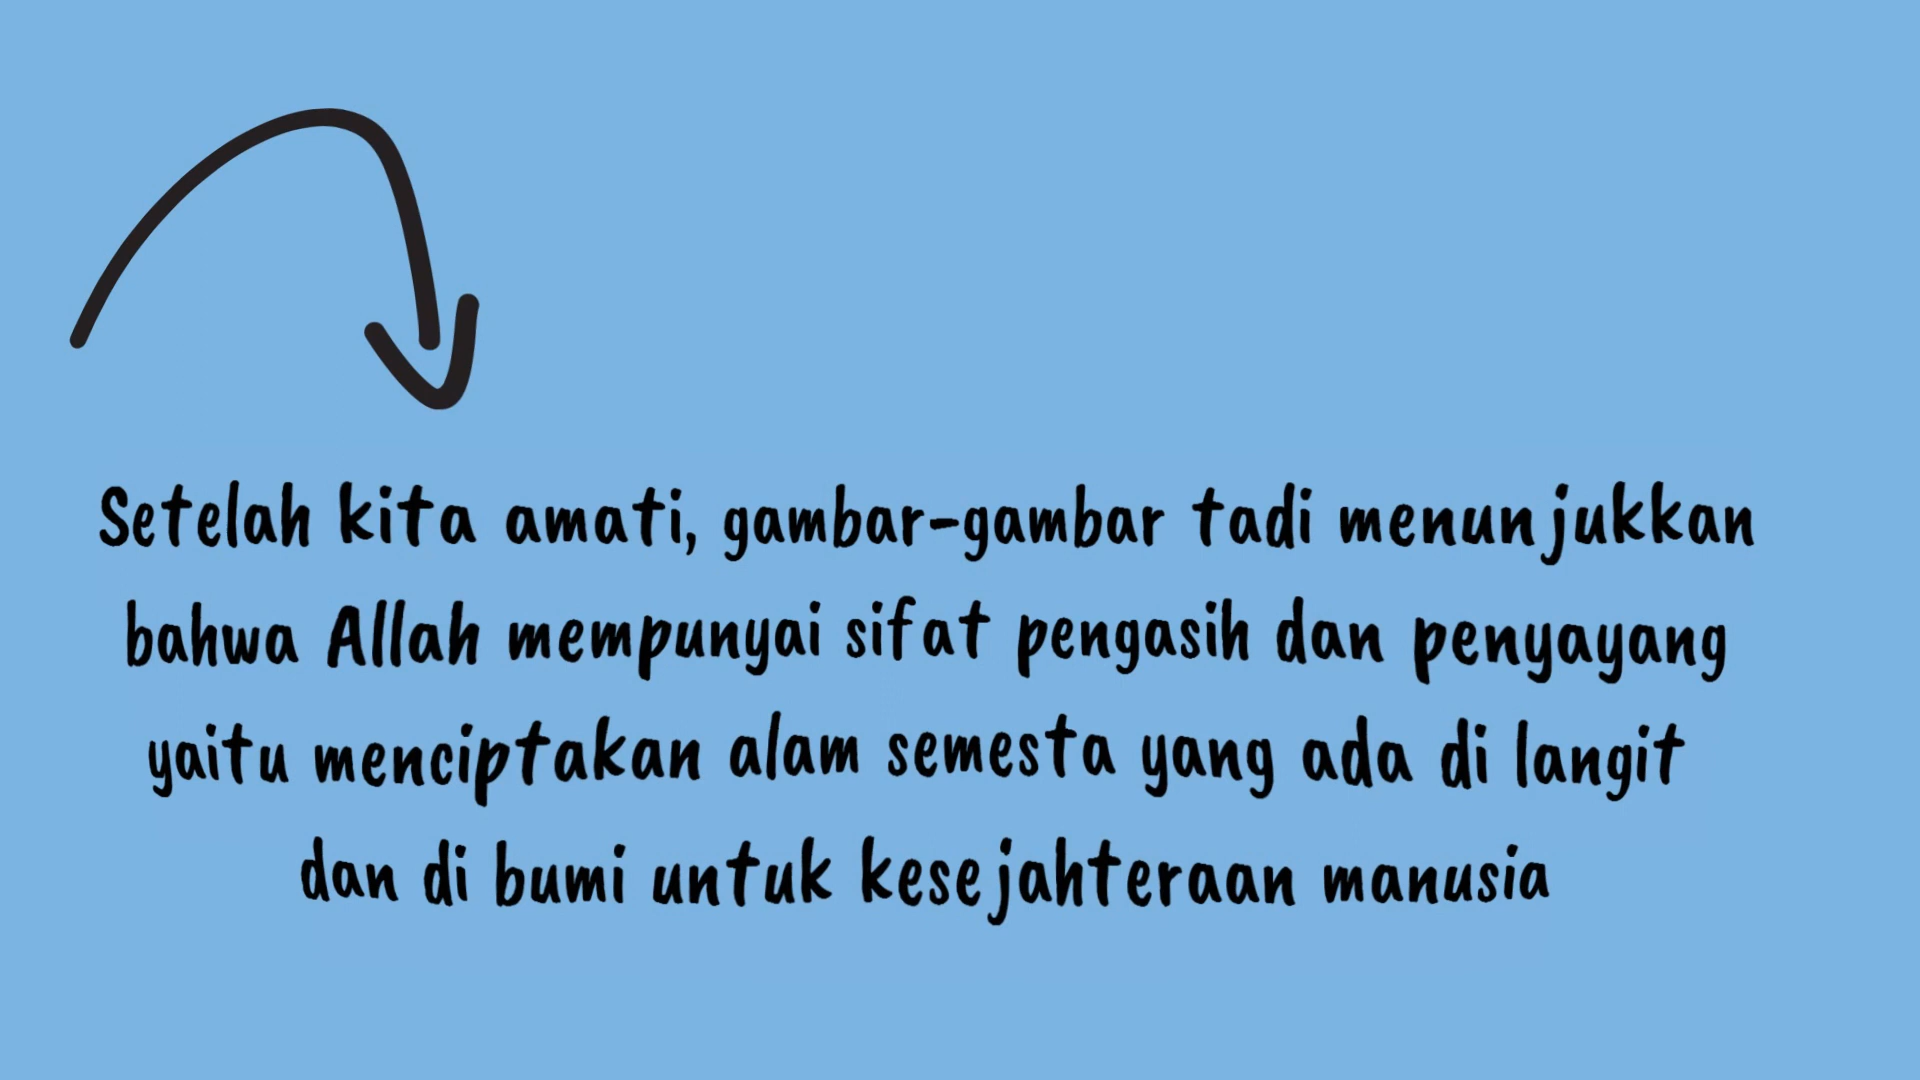 Setelah kita amati, gambar-gambar tadi menunjukkan
bahwa Allah mempunyai sifat pengasih dan penyayang
yaitu menciptakan alam semesta yang ada di langit
dan di bumi untuk kesejahteraan manusia